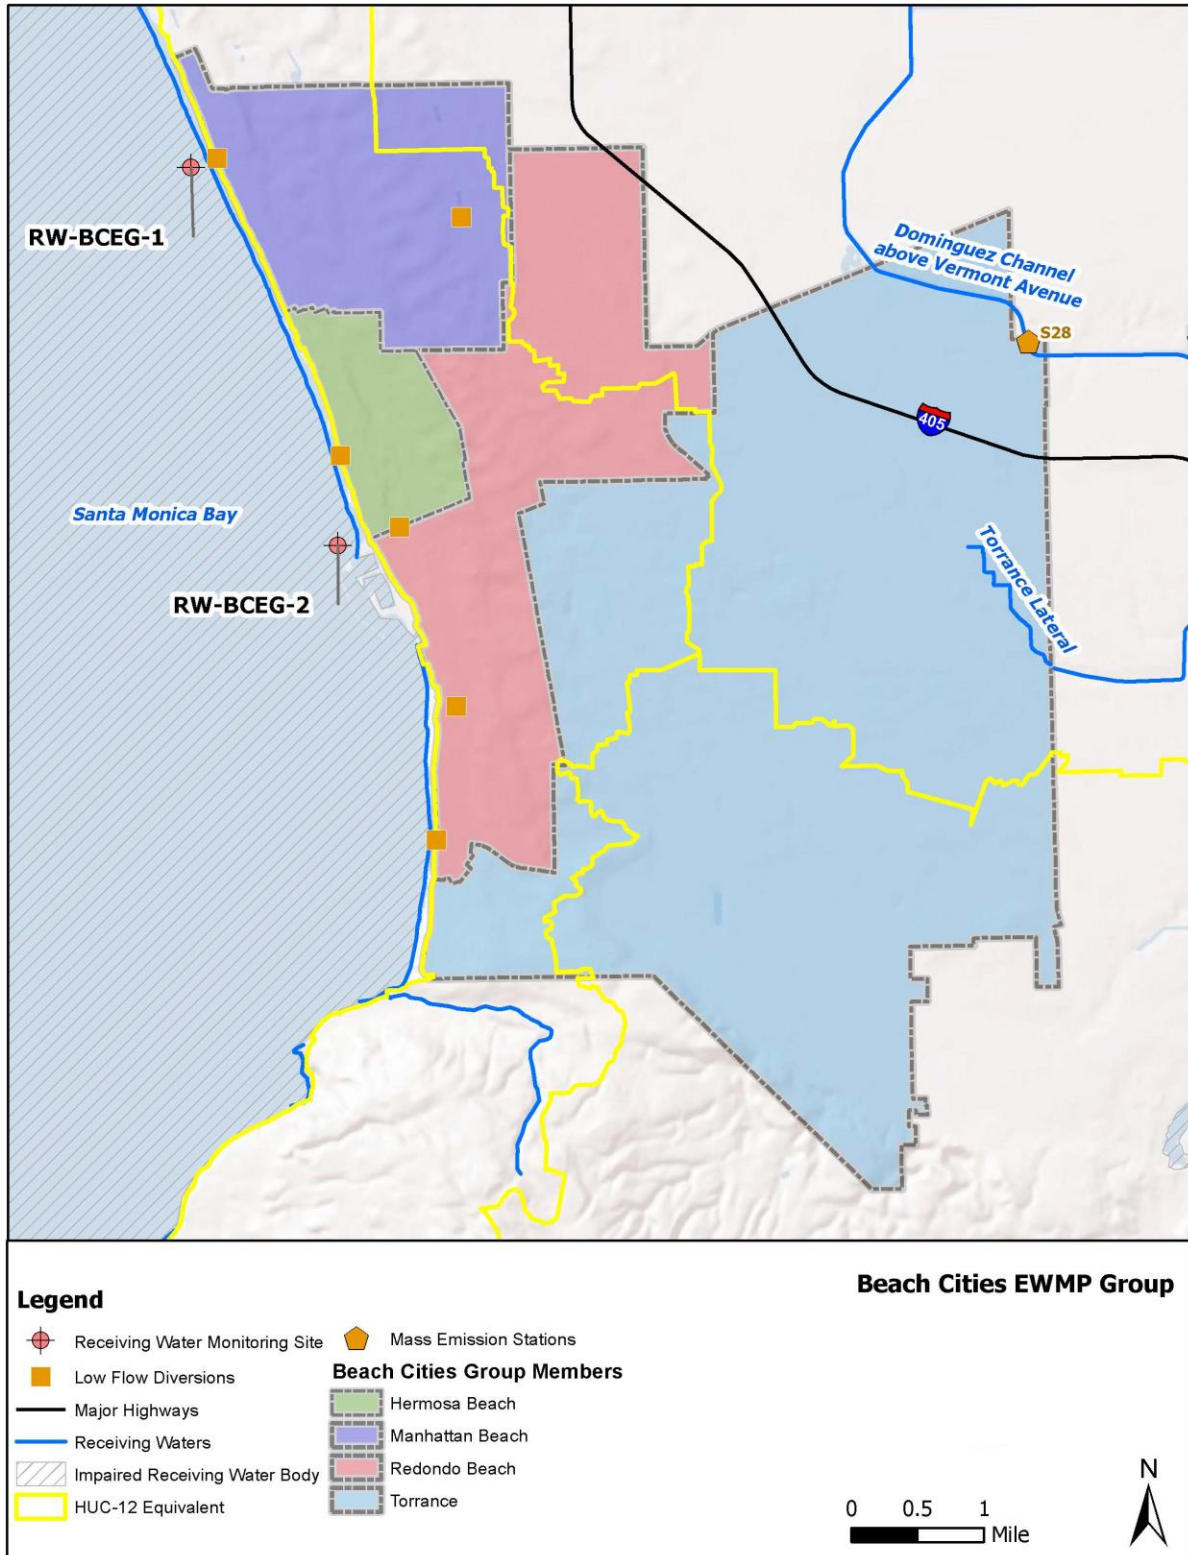 Dominguez Channel
above Vermont Avenue
RW-BCEG-1
S28
405
Santa Monica Bay
Torrance Lateral
RW-BCEG-2
Beach Cities EWMP Group
Legend
Receiving Water Monitoring Site
Low Flow Diversions
Major Highways
Receiving Waters
Impaired Receiving Water Body
HUC-12 Equivalent
Mass Emission Stations
Beach Cities Group Members
Hermosa Beach
Manhattan Beach
Redondo Beach
Torrance
N
0 0.5 1
Mile